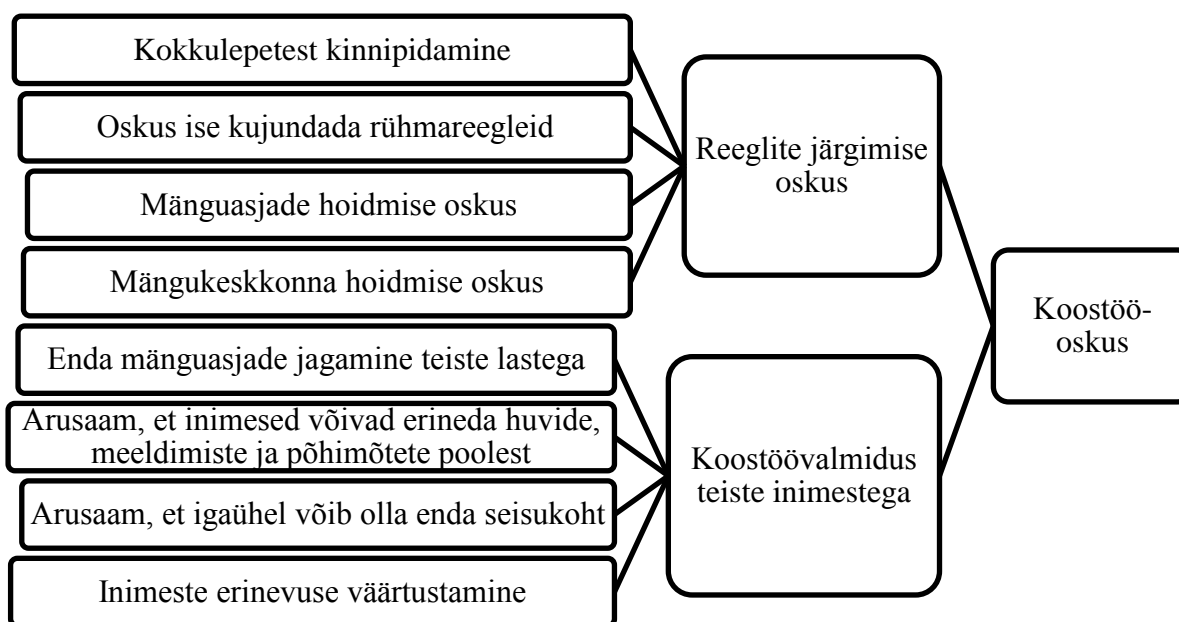 Kokkulepetest kinnipidamine
Oskus ise kujundada rühmareegleid
Mänguasjade hoidmise oskus
Mängukeskkonna hoidmise oskus
Reeglite järgimise
oskus
Enda mänguasjade jagamine teiste lastega
Arusaam, et inimesed võivad erineda huvide,
meeldimiste ja põhimõtete poolest
Arusaam, et igaühel võib olla enda seisukoht
Inimeste erinevuse väärtustamine
Koostöövalmidus
teiste inimestega
Koostöö-
oskus